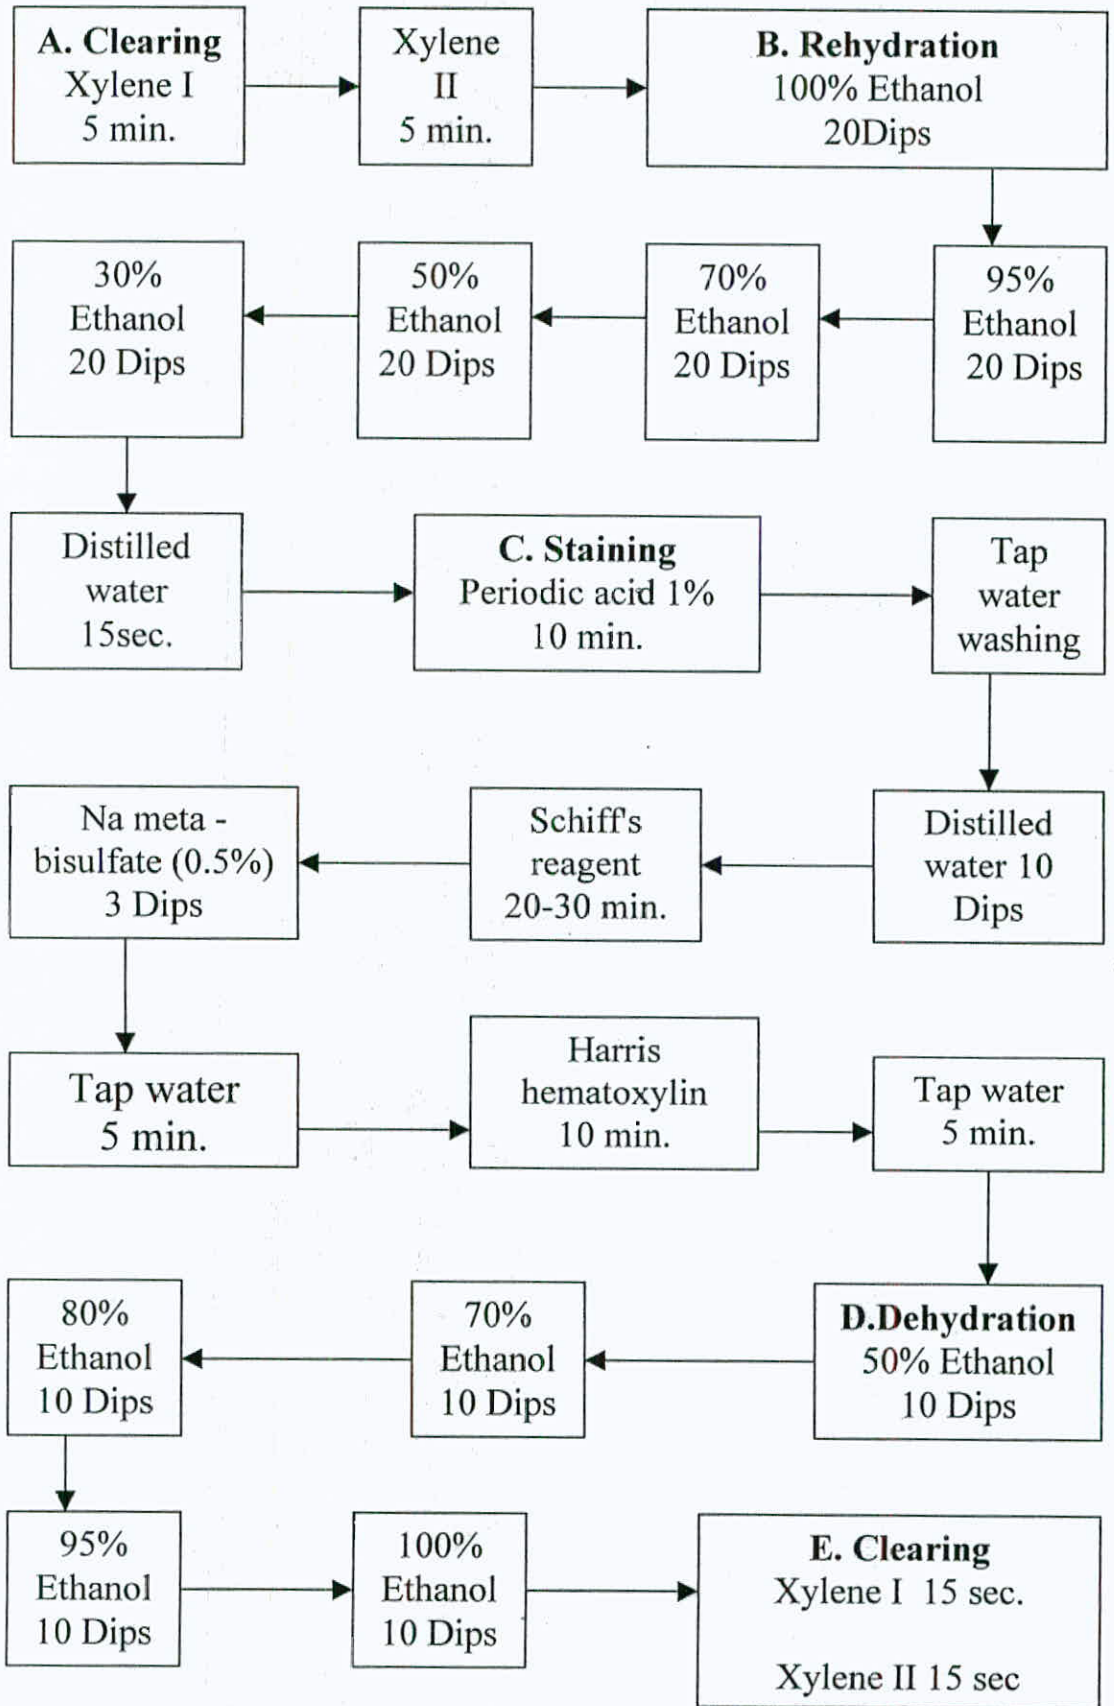 A. Clearing
Xylene I
5 min.
Xylene
II
5 min.
B. Rehydration
100% Ethanol
20Dips
95%
Ethanol
20 Dips
70%
Ethanol
20 Dips
50%
Ethanol
20 Dips
30%
Ethanol
20 Dips
Distilled
water
15sec.
C. Staining
Periodic acid 1%
10 min.
Tap
water
washing
Distilled
water 10
Dips
Schiff's
reagent
20-30 min.
Na meta -
bisulfate (0.5%)
3 Dips
Tap water
5 min.
Harris
hematoxylin
10 min.
Tap water
5 min.
D.Dehydration
50% Ethanol
10 Dips
70%
Ethanol
10 Dips
80%
Ethanol
10 Dips
95%
Ethanol
10 Dips
100%
Ethanol
10 Dips
E. Clearing
Xylene I 15 sec.
Xylene II 15 sec